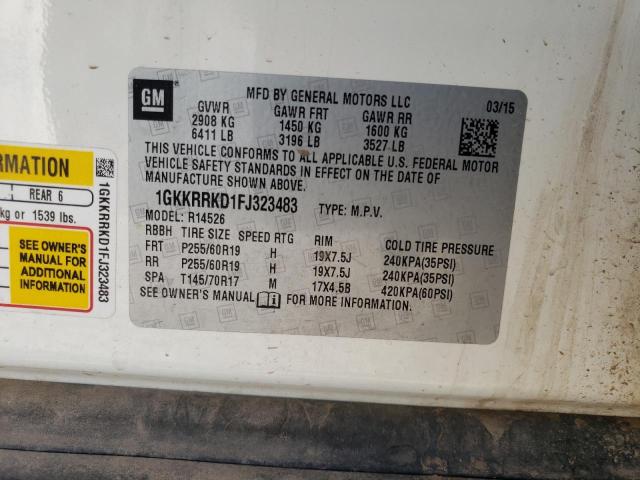 GM
MFD BY GENERAL MOTORS LLC
03/15
GVWR GAWR FRT GAWR RR
2908 KG 1450 KG 1600 KG
6411 LB 3196 LB 3527 LB
THIS VEHICLE CONFORMS TO ALL APPLICABLE U.S. FEDERAL MOTOR
VEHICLE SAFETY STANDARDS IN EFFECT ON THE DATE OF
MANUFACTURE SHOWN ABOVE.
1GKKRRKD1FJ323483 TYPE: M.P.V.
MODEL: R14526
RBBH TIRE SIZE SPEED RTG RIM COLD TIRE PRESSURE
FRT P255/60R19 H 19X7.5J 240KPA(35PSI)
RR P255/60R19 H 19X7.5J 240KPA(35PSI)
SPA T145/70R17 M 17X4.5B 420KPA(60PSI)
SEE OWNER'S MANUAL FOR MORE INFORMATION.
RMATION
REAR 6
kg or 1539 lbs.
SEE OWNER'S
MANUAL FOR
ADDITIONAL
INFORMATION
1GKKRRKD1FJ323483